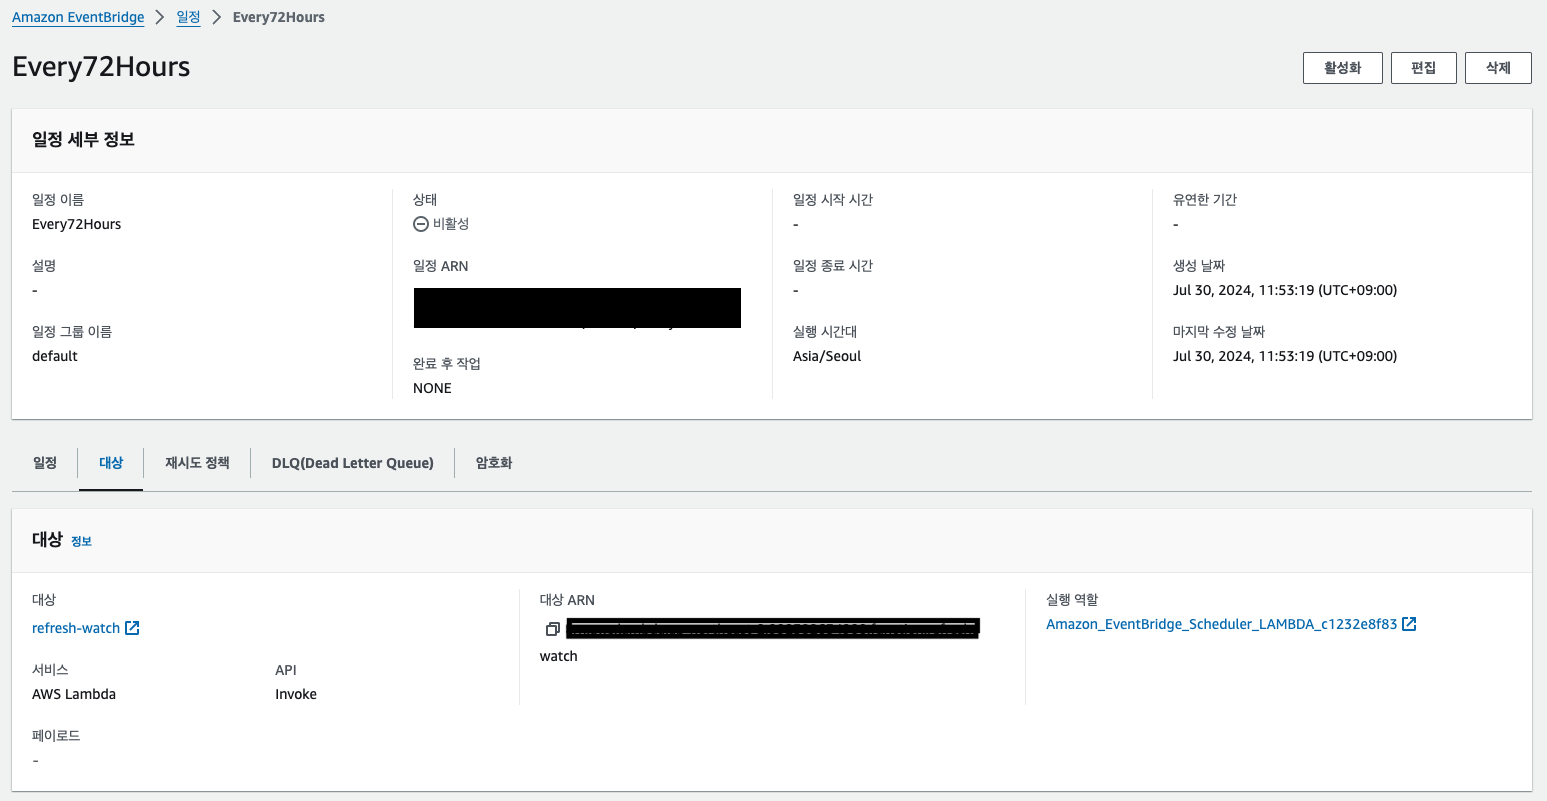 Amazon EventBridge > 일정 > Every72Hours
Every72Hours
활성화 편집 삭제
일정 세부 정보
일정 이름
Every72Hours
설명
-
일정 그룹 이름
default
상태
비활성
일정 ARN
완료 후 작업
NONE
일정 시작 시간
-
일정 종료 시간
-
실행 시간대
Asia/Seoul
유연한 기간
-
생성 날짜
Jul 30, 2024, 11:53:19 (UTC+09:00)
마지막 수정 날짜
Jul 30, 2024, 11:53:19 (UTC+09:00)
일정 대상 재시도 정책 DLQ(Dead Letter Queue) 암호화
대상 정보
대상
refresh-watch
서비스
AWS Lambda
API
Invoke
페이로드
-
대상 ARN
watch
실행 역할
Amazon_EventBridge_Scheduler_LAMBDA_c1232e8f83